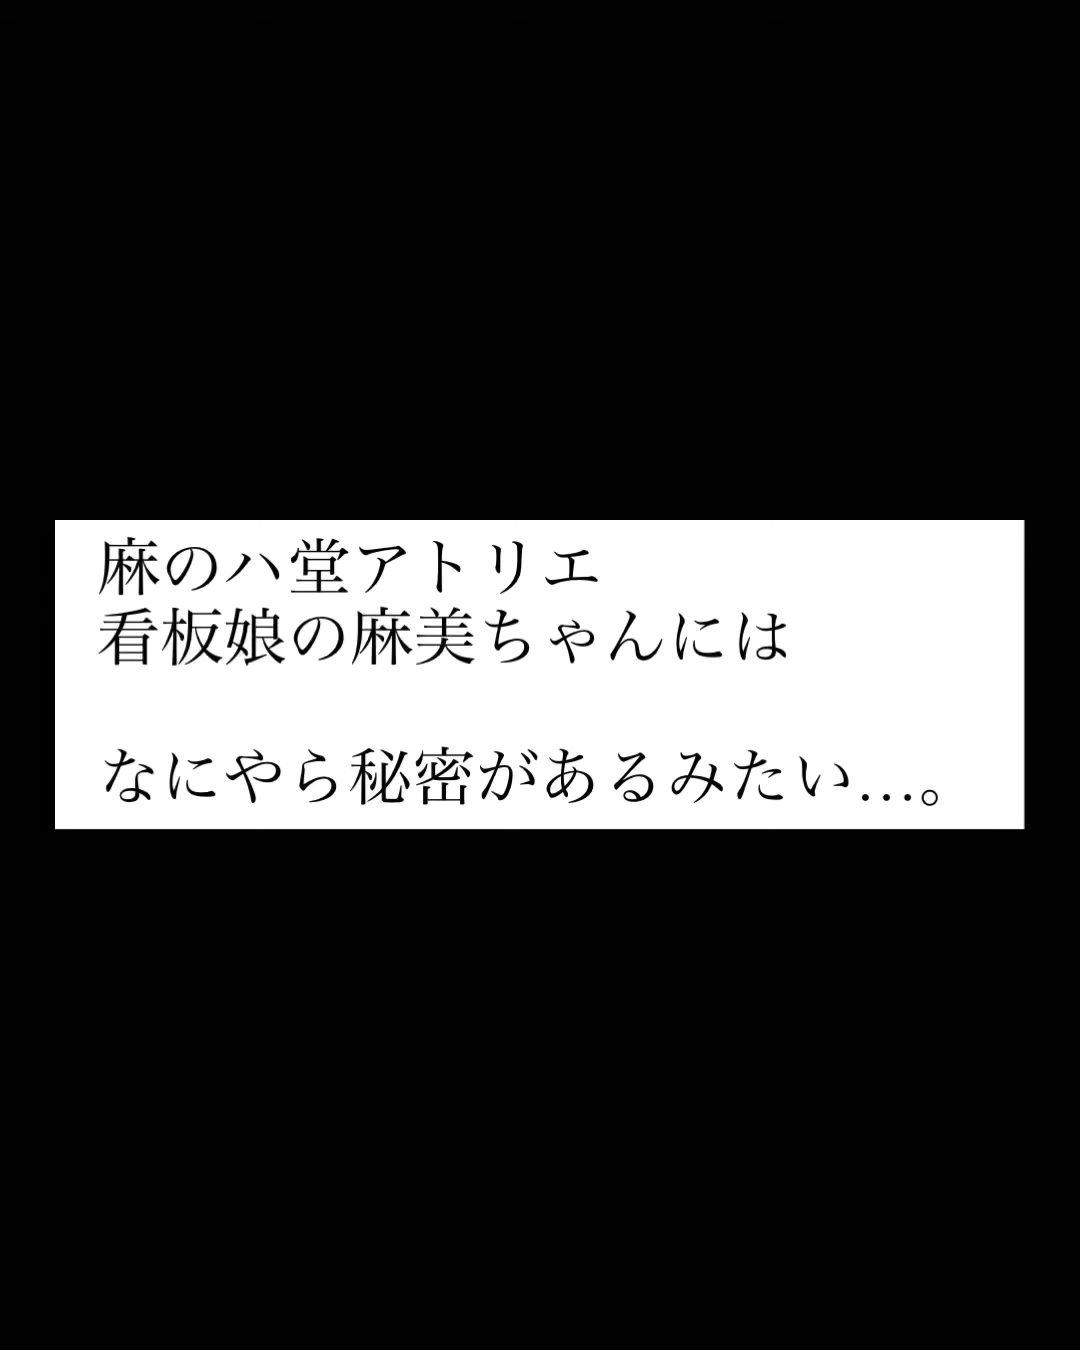 麻のハ堂アトリエ
看板娘の麻美ちゃんには
なにやら秘密があるみたい…。